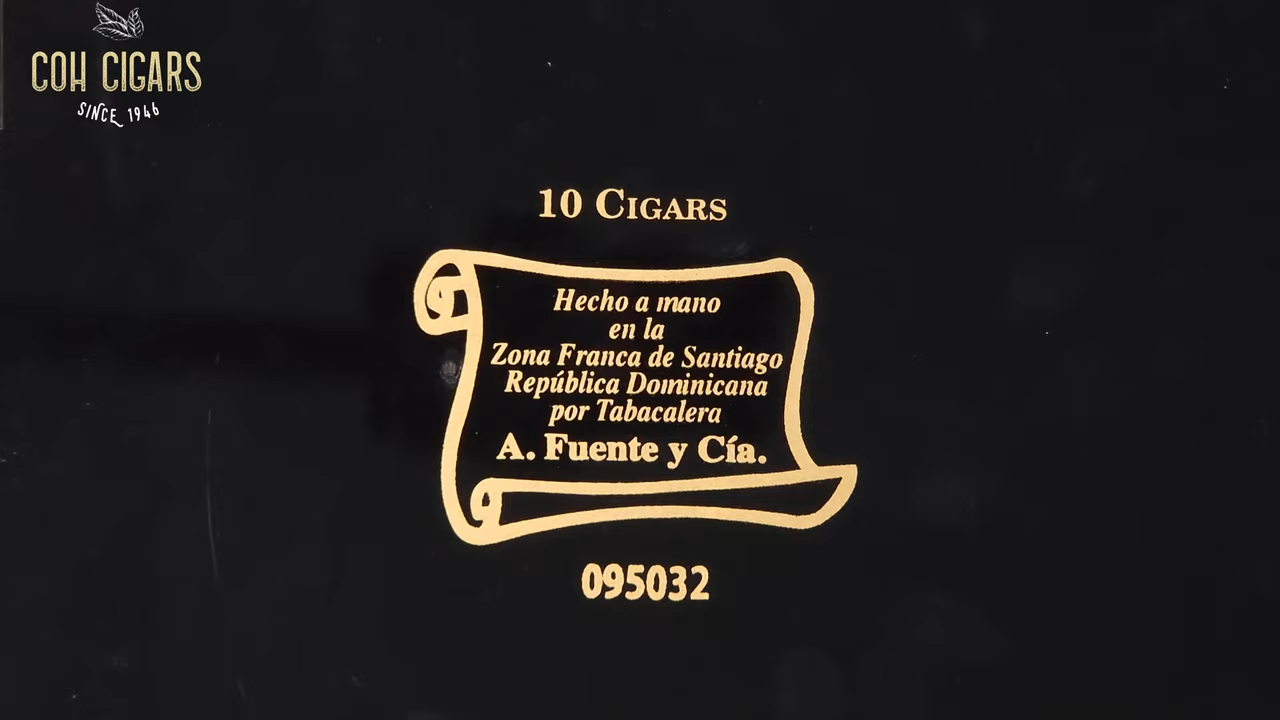 COH CIGARS
SINCE 1946
10 CIGARS
Hecho a mano
en la
Zona Franca de Santiago
República Dominicana
por Tabacalera
A. Fuente y Cía.
095032